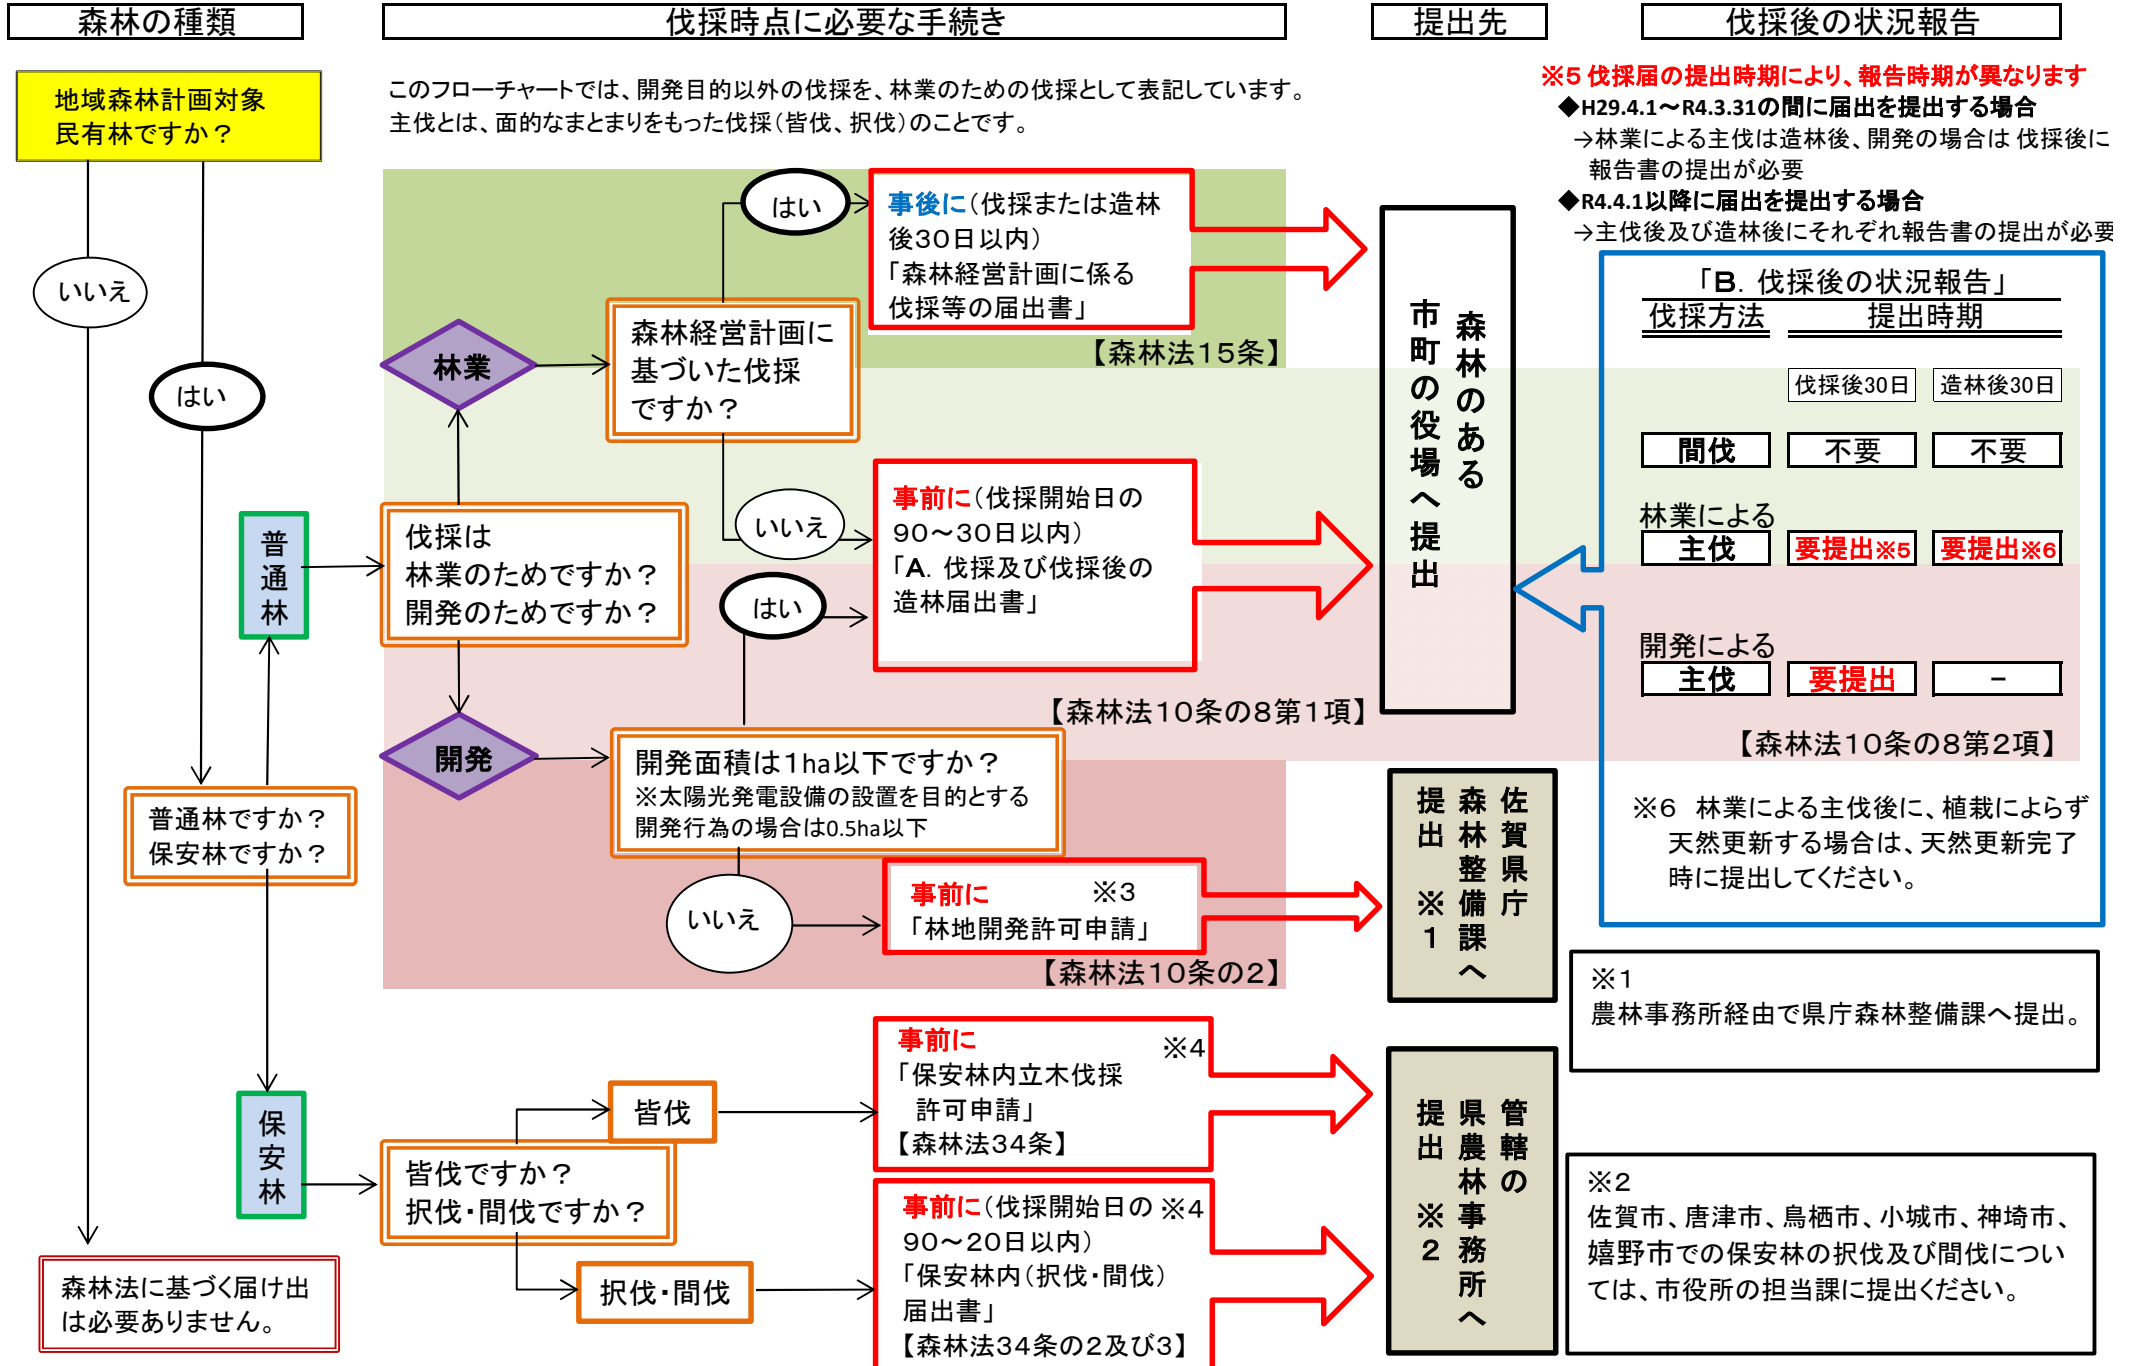 森林の種類
伐採時点に必要な手続き
提出先
伐採後の状況報告
地域森林計画対象
民有林ですか？
このフローチャートでは、開発目的以外の伐採を、林業のための伐採として表記しています。
主伐とは、面的なまとまりをもった伐採（皆伐、択伐）のことです。
※5 伐採届の提出時期により、報告時期が異なります
◆H29.4.1～R4.3.31の間に届出を提出する場合
→林業による主伐は造林後、開発の場合は 伐採後に
報告書の提出が必要
◆R4.4.1以降に届出を提出する場合
→主伐後及び造林後にそれぞれ報告書の提出が必要
いいえ
はい
普通林ですか？
保安林ですか？
普通林
保安林
森林法に基づく届け出
は必要ありません。
伐採は
林業のためですか？
開発のためですか？
林業
森林経営計画に
基づいた伐採
ですか？
はい
事後に（伐採または造林
後30日以内）
「森林経営計画に係る
伐採等の届出書」
【森林法15条】
いいえ
事前に（伐採開始日の
90～30日以内）
「A．伐採及び伐採後の
造林届出書」
はい
【森林法10条の8第1項】
開発
開発面積は1ha以下ですか？
※太陽光発電設備の設置を目的とする
開発行為の場合は0.5ha以下
いいえ
事前に ※3
「林地開発許可申請」
【森林法10条の2】
皆伐ですか？
択伐・間伐ですか？
皆伐
事前に
※4
「保安林内立木伐採
許可申請」
【森林法34条】
択伐・間伐
事前に（伐採開始日の ※4
90～20日以内）
「保安林内（択伐・間伐）
届出書」
【森林法34条の2及び3】
森林のある
市町の役場へ提出
佐賀県庁
森林整備課へ
提出 ※1
管轄の
県農林事務所へ
提出 ※2
「B．伐採後の状況報告」
伐採方法 提出時期
伐採後30日 造林後30日
間伐 不要 不要
林業による
主伐 要提出※5 要提出※6
開発による
主伐 要提出 －
【森林法10条の8第2項】
※6 林業による主伐後に、植栽によらず
天然更新する場合は、天然更新完了
時に提出してください。
※1
農林事務所経由で県庁森林整備課へ提出。
※2
佐賀市、唐津市、鳥栖市、小城市、神埼市、
嬉野市での保安林の択伐及び間伐につい
ては、市役所の担当課に提出ください。